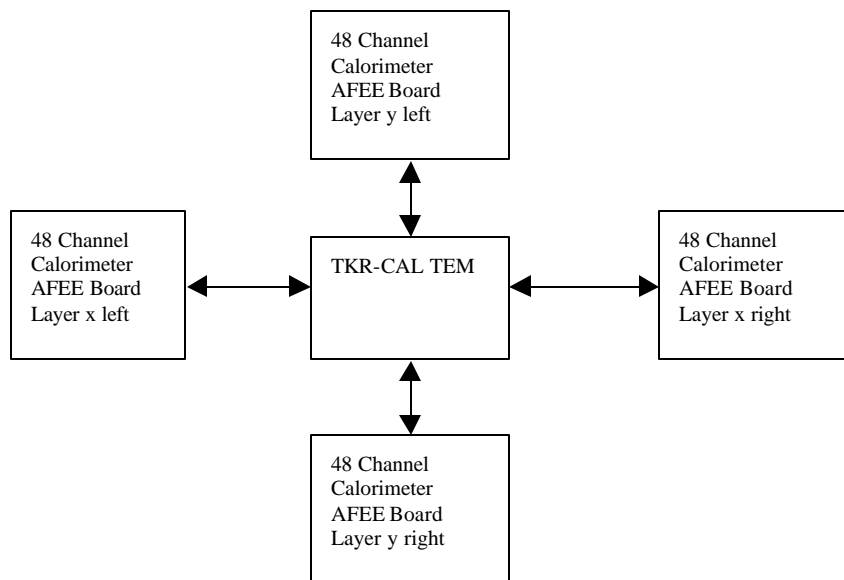 48 Channel
Calorimeter
AFEE Board
Layer y left
48 Channel
Calorimeter
AFEE Board
Layer x left
TKR-CAL TEM
48 Channel
Calorimeter
AFEE Board
Layer x right
48 Channel
Calorimeter
AFEE Board
Layer y right